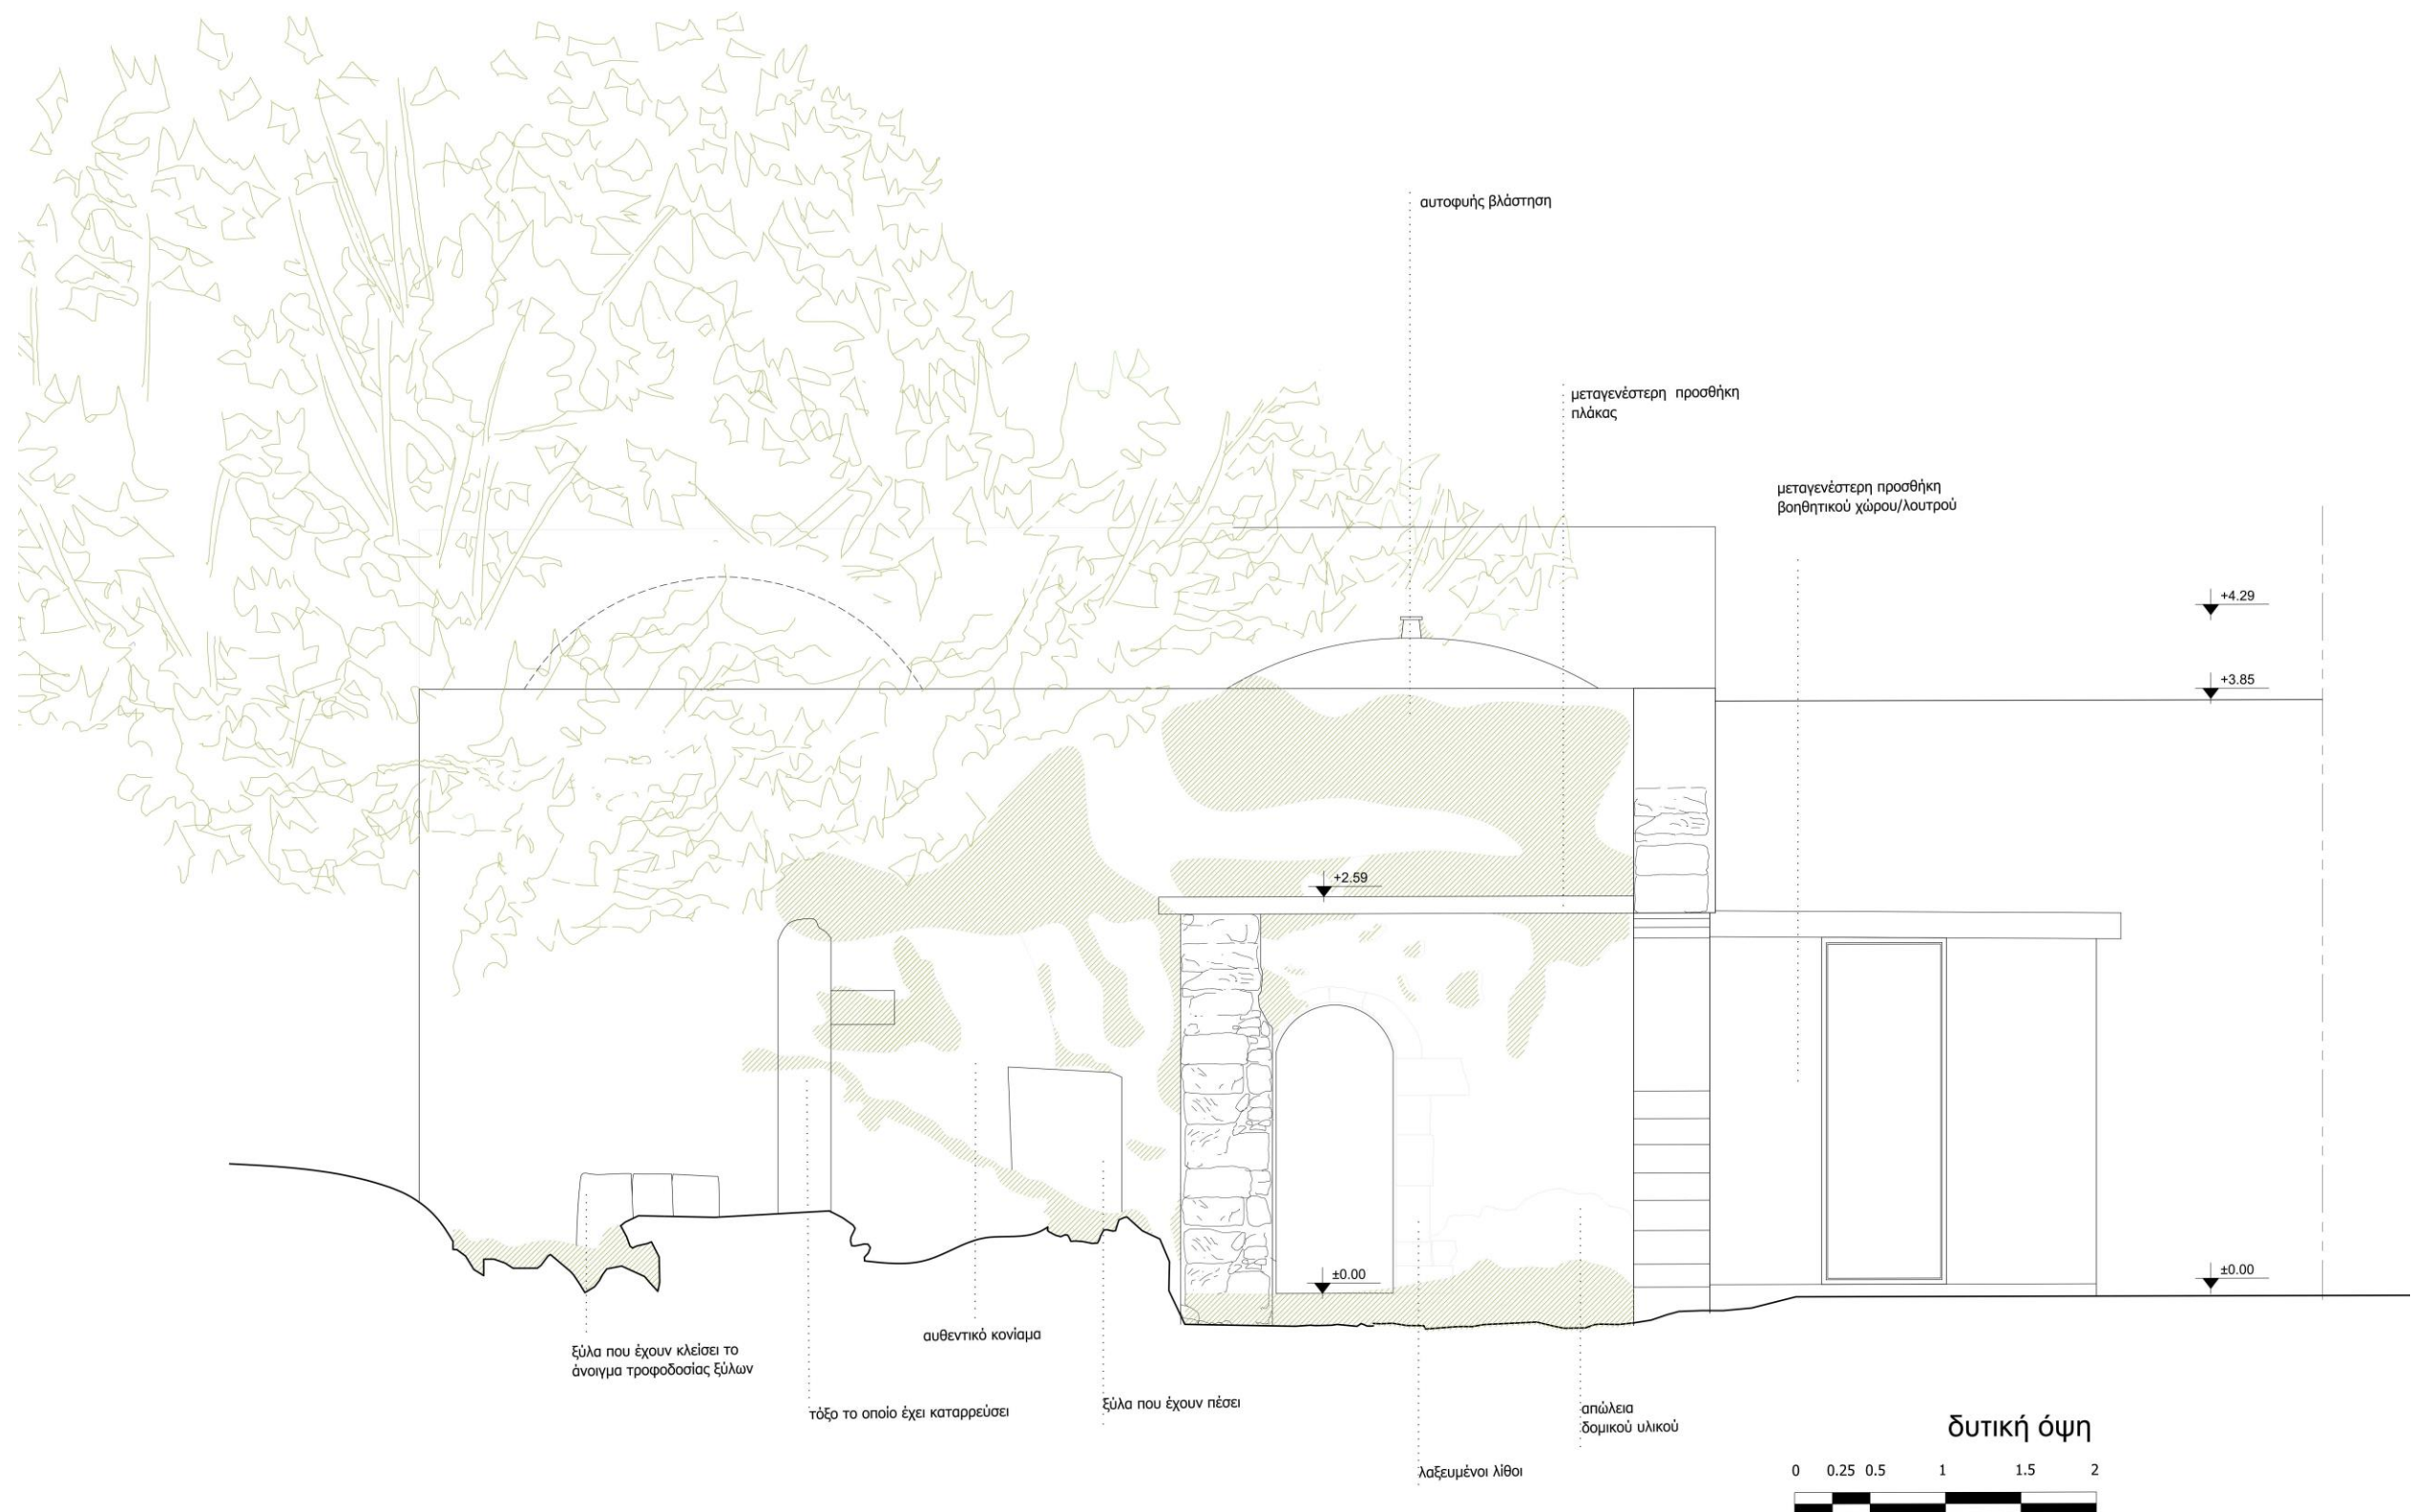 αυτοφυής βλάστηση
μεταγενέστερη προσθήκη
πλάκας
μεταγενέστερη προσθήκη
βοηθητικού χώρου/λουτρού
+4.29
+3.85
+2.59
±0.00
±0.00
αυθεντικό κονίαμα
ξύλα που έχουν κλείσει το
άνοιγμα τροφοδοσίας ξύλων
τόξο το οποίο έχει καταρρεύσει
ξύλα που έχουν πέσει
απώλεια
δομικού υλικού
λαξευμένοι λίθοι
δυτική όψη
0 0.25 0.5 1 1.5 2